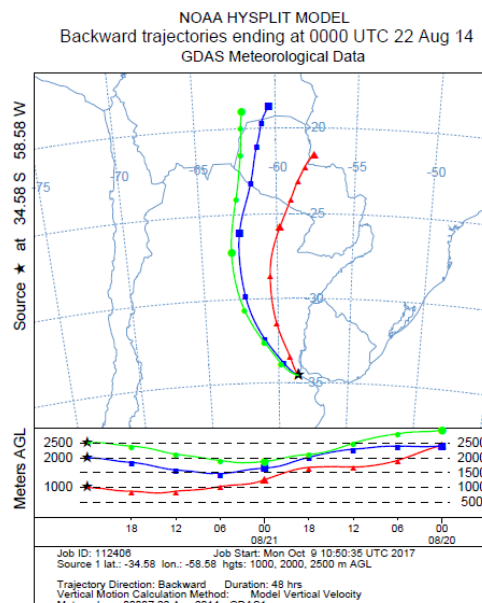 NOAA HYSPLIT MODEL
Backward trajectories ending at 0000 UTC 22 Aug 14
GDAS Meteorological Data
Source ★ at 34.58 S 58.58 W
-20
-75
-70
-65
-60
-55
-50
-25
-30
-35
Meters AGL
2500
2000
1000
2500
2000
1500
1000
500
18 12 06 00 18 12 06 00
08/21 08/20
Job ID: 112406 Job Start: Mon Oct 9 10:50:35 UTC 2017
Source 1 lat.: -34.58 lon.: -58.58 hgts: 1000, 2000, 2500 m AGL
Trajectory Direction: Backward Duration: 48 hrs
Vertical Motion Calculation Method: Model Vertical Velocity